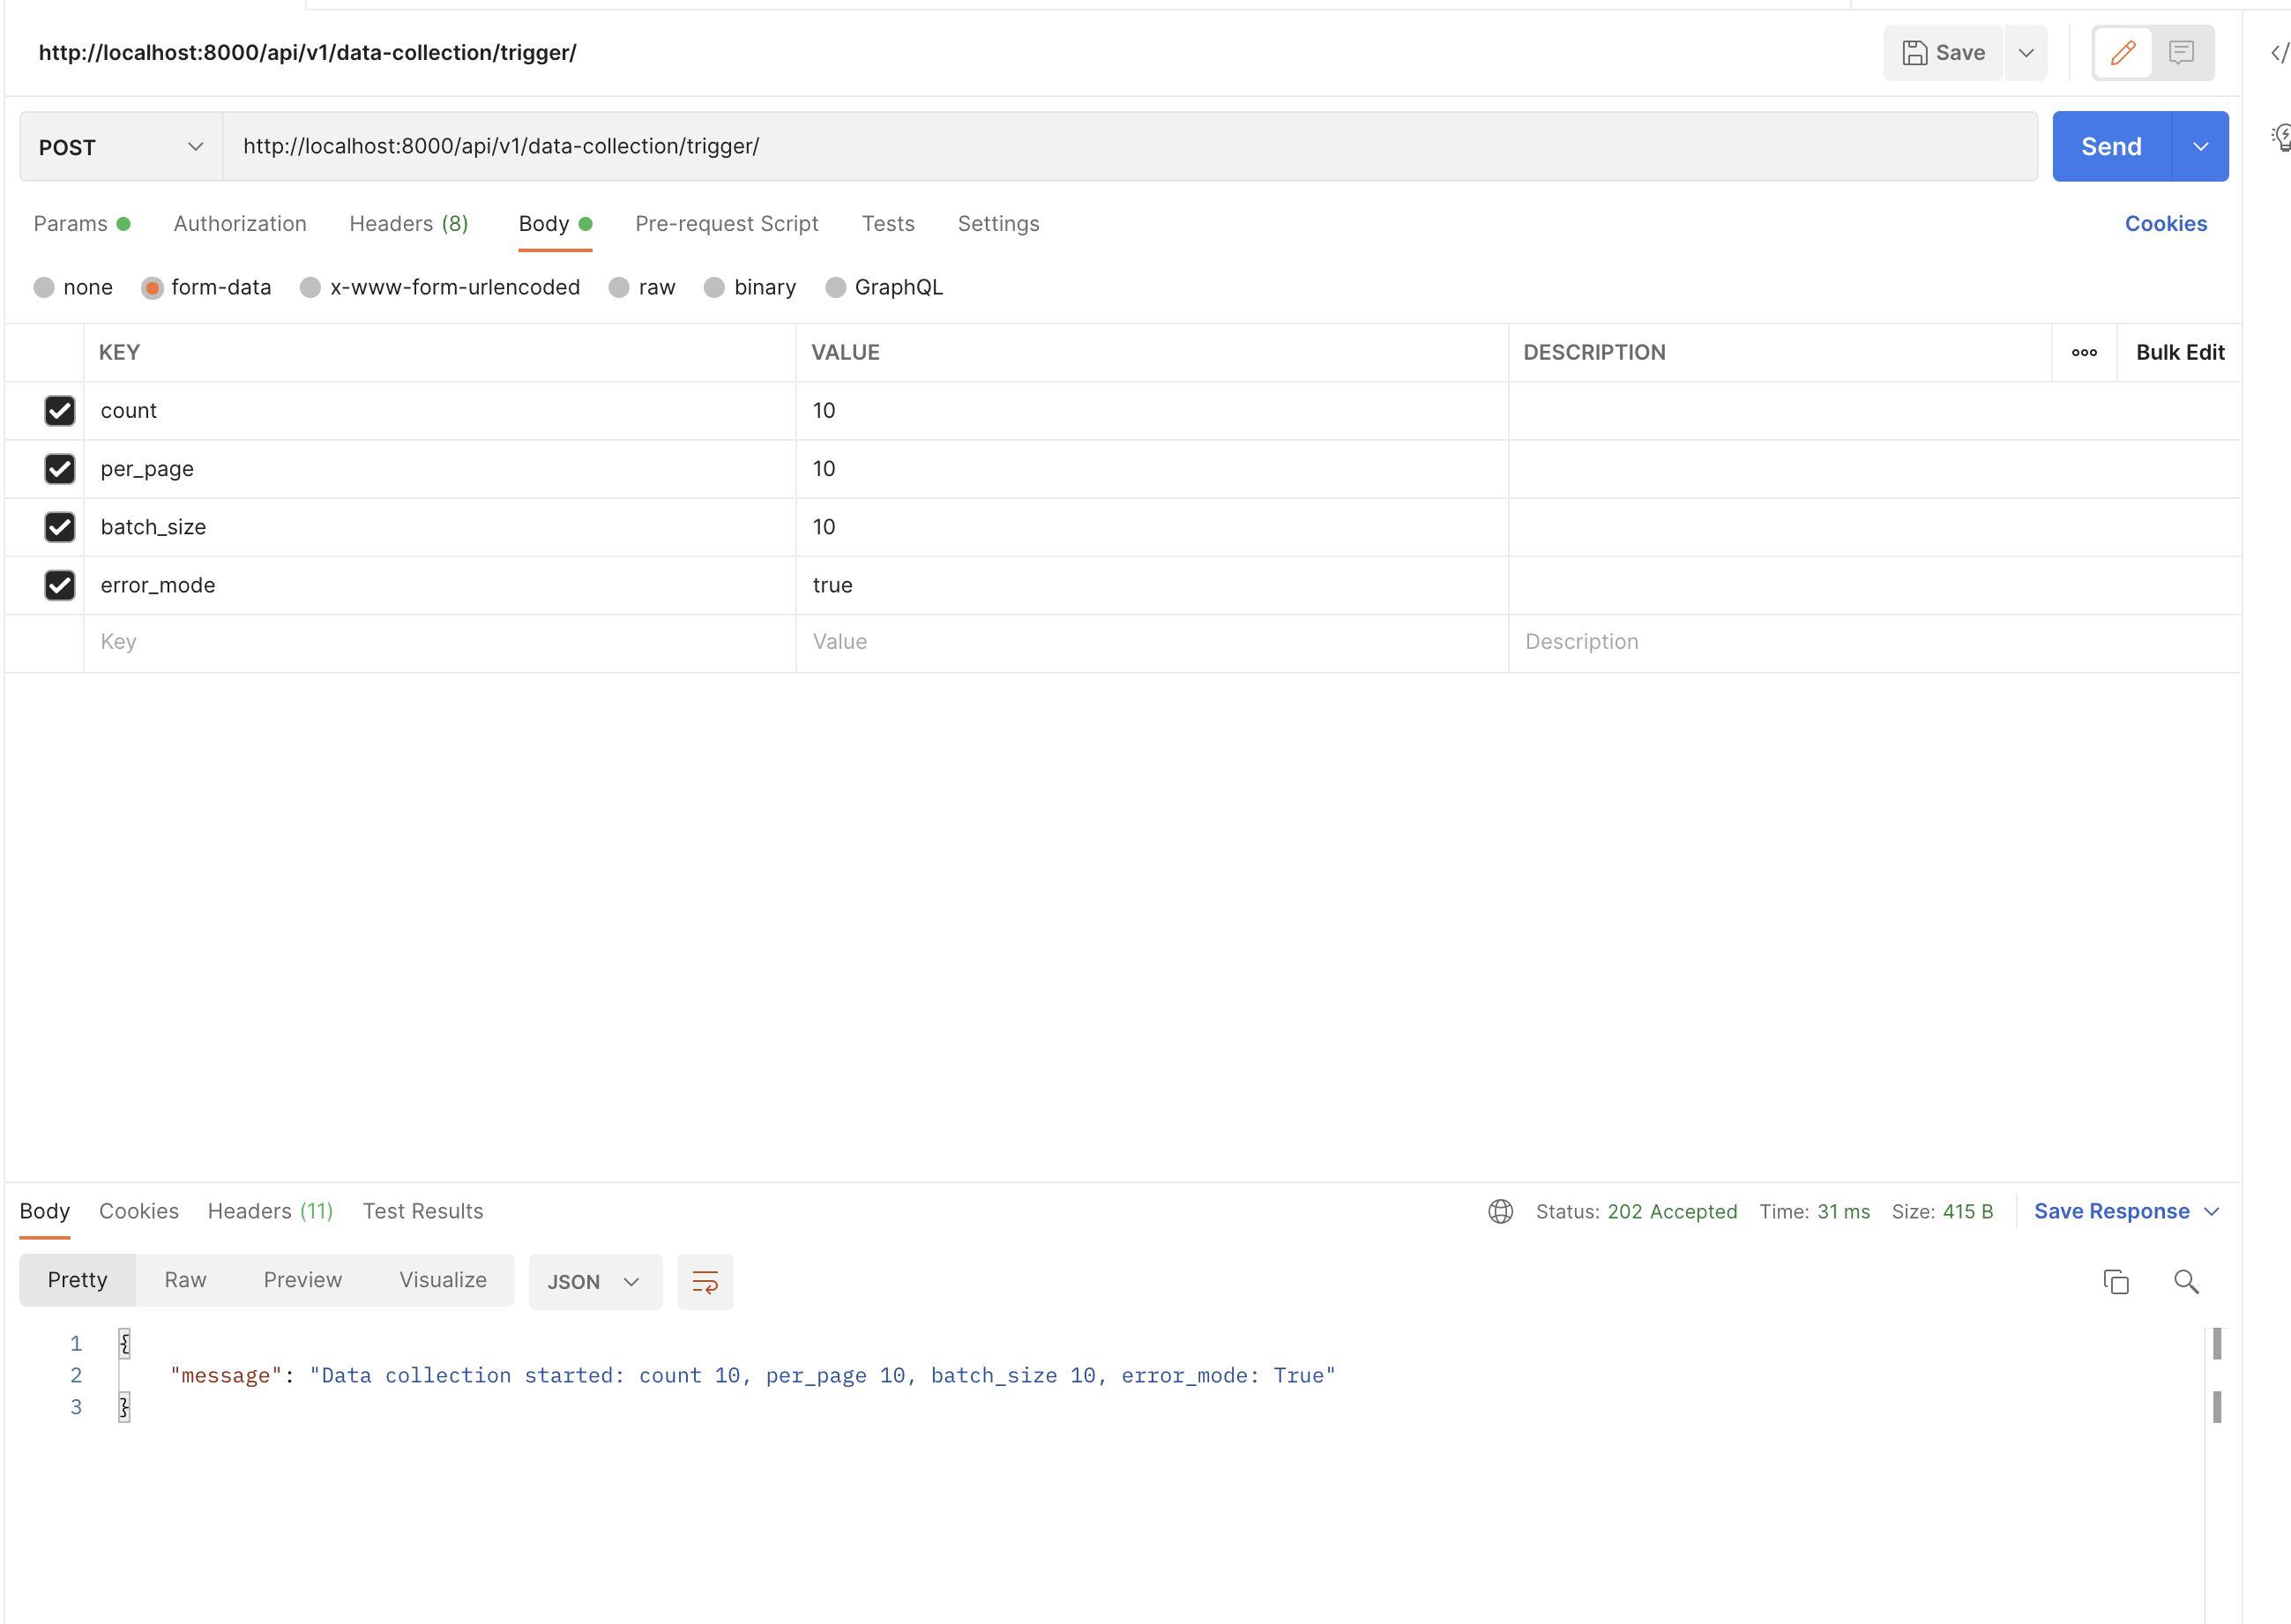 http://localhost:8000/api/v1/data-collection/trigger/
Save
POST http://localhost:8000/api/v1/data-collection/trigger/ Send
Params Authorization Headers (8) Body Pre-request Script Tests Settings Cookies
none form-data x-www-form-urlencoded raw binary GraphQL
KEY VALUE DESCRIPTION ooo Bulk Edit
count 10
per_page 10
batch_size 10
error_mode true
Key Value Description
Body Cookies Headers (11) Test Results Status: 202 Accepted Time: 31 ms Size: 415 B Save Response
Pretty Raw Preview Visualize JSON
1 {
2 "message": "Data collection started: count 10, per_page 10, batch_size 10, error_mode: True"
3 }